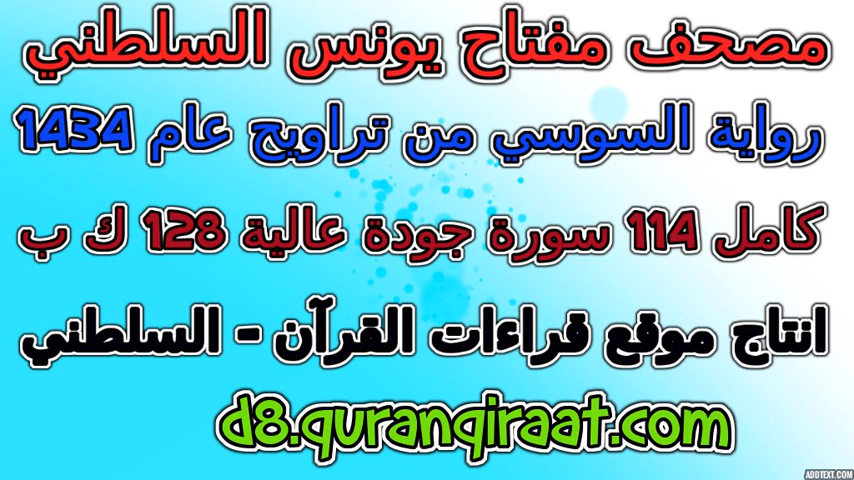 مصحف مفتاح يونس السلطني
رواية السوسي من تراويح عام 1434
كامل 114 سورة جودة عالية 128 ك ب
انتاج موقع قراءات القرآن - السلطني
d8.quranqiraat.com
ADDTEXT.COM